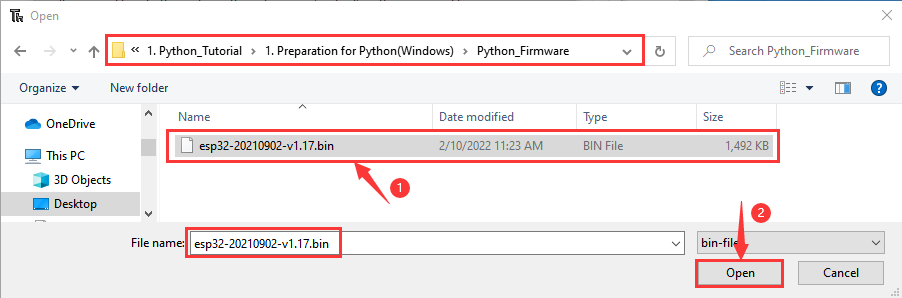 Open
« 1. Python_Tutorial > 1. Preparation for Python(Windows) > Python_Firmware
Search Python_Firmware
Organize
New folder
?
Name Date modified Type Size
esp32-20210902-v1.17.bin 2/10/2022 11:23 AM BIN File 1,492 KB
OneDrive
This PC
3D Objects
Desktop
1
2
File name: esp32-20210902-v1.17.bin
bin-file
Open
Cancel